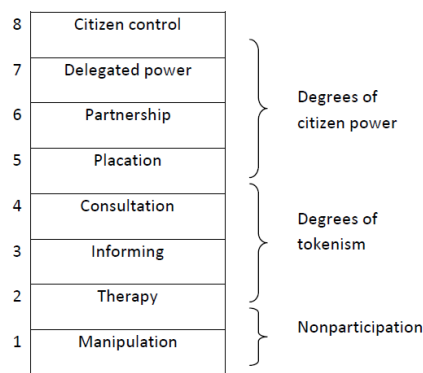 8 Citizen control
7 Delegated power
6 Partnership
5 Placation
4 Consultation
3 Informing
2 Therapy
1 Manipulation
Degrees of
citizen power
Degrees of
tokenism
Nonparticipation